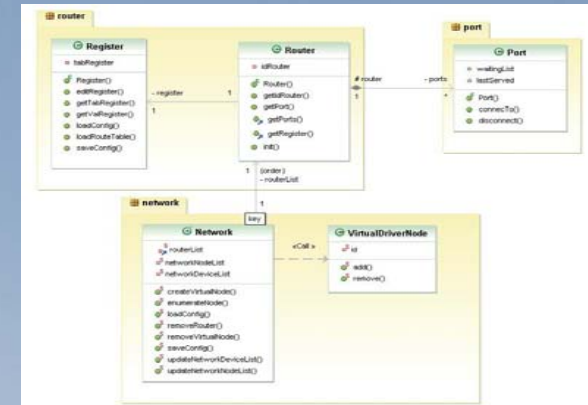 router
Register
tabRegister
Register()
editRegister()
getTabRegister()
getValRegister()
loadConfig()
loadRouteTable()
saveConfig()
- register
1
1
Router
idRouter
Router()
getIdRouter()
getPort()
getPorts()
getRegister()
init()
# router
1
- ports
*
port
Port
waitingList
lastServed
Port()
connecTo()
disconnect()
1 (order)
- routerList
1
key
network
Network
routerList
networkNodeList
networkDeviceList
createVirtualNode()
enumerateNode()
loadConfig()
removeRouter()
removeVirtualNode()
saveConfig()
updateNetworkDeviceList()
updateNetworkNodeList()
«Call »
VirtualDriverNode
id
add()
remove()